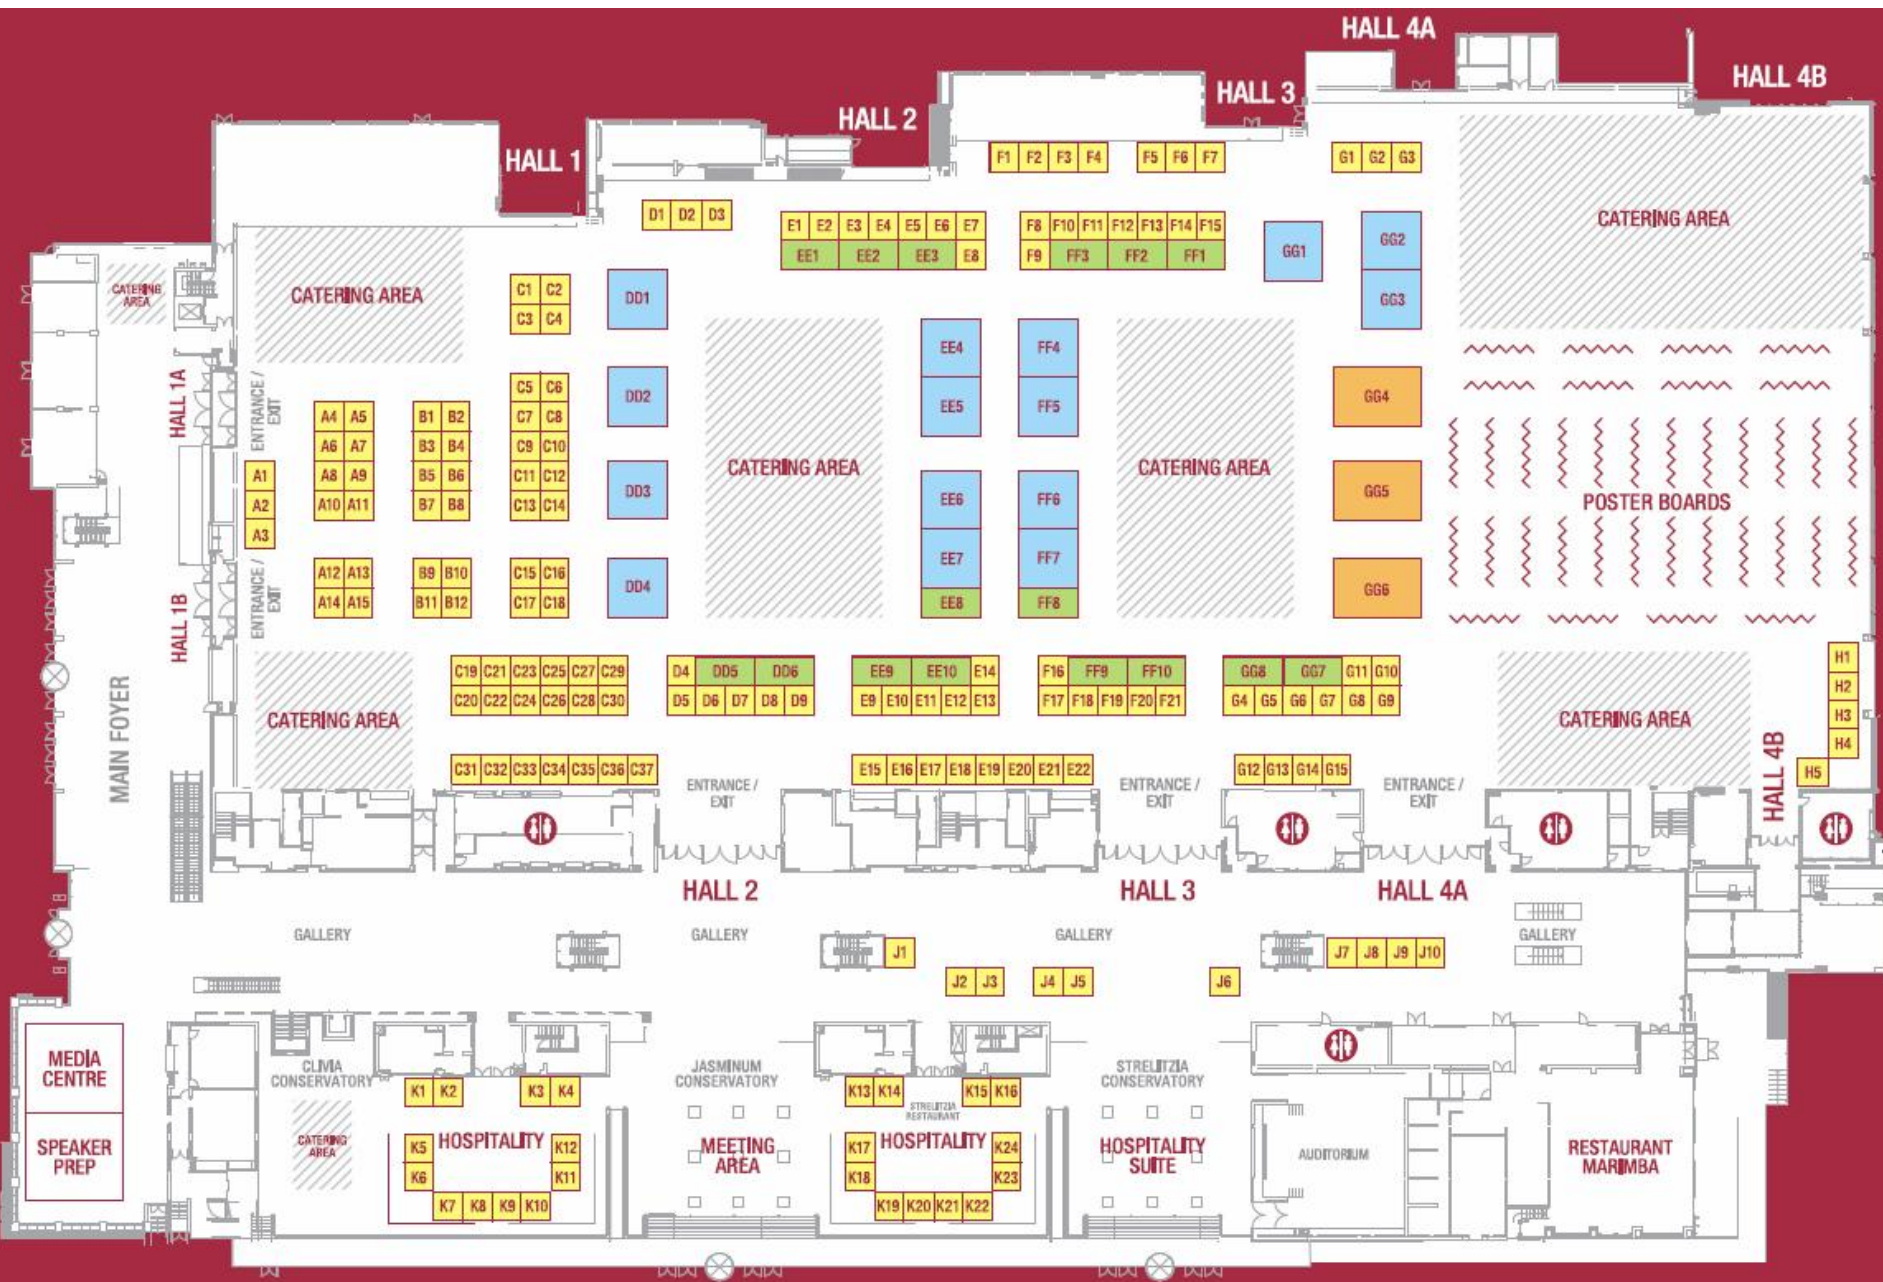 HALL 4A
HALL 4B
HALL 3
HALL 2
HALL 1
F1 F2 F3 F4 F5 F6 F7
G1 G2 G3
D1 D2 D3
E1 E2 E3 E4 E5 E6 E7
EE1 EE2 EE3 E8
F8 F10 F11 F12 F13 F14 F15
F9 FF3 FF2 FF1
GG1
GG2
GG3
CATERING AREA
CATERING
AREA
CATERING AREA
C1 C2
C3 C4
DD1
EE4
EE5
FF4
FF5
HALL 1A
ENTRANCE /
EXIT
A4 A5
A6 A7
A8 A9
A10 A11
B1 B2
B3 B4
B5 B6
B7 B8
C5 C6
C7 C8
C9 C10
C11 C12
C13 C14
DD2
DD3
GG4
GG5
A1
A2
A3
CATERING AREA
CATERING AREA
EE6
EE7
EE8
FF6
FF7
FF8
POSTER BOARDS
HALL 1B
ENTRANCE /
EXIT
A12 A13
A14 A15
B9 B10
B11 B12
C15 C16
C17 C18
DD4
GG6
C19 C21 C23 C25 C27 C29
C20 C22 C24 C26 C28 C30
D4 DD5 DD6
D5 D6 D7 D8 D9
EE9 EE10 E14
E9 E10 E11 E12 E13
F16 FF9 FF10
F17 F18 F19 F20 F21
GG8 GG7 G11 G10
G4 G5 G6 G7 G8 G9
H1
H2
H3
H4
H5
MAIN FOYER
CATERING AREA
CATERING AREA
C31 C32 C33 C34 C35 C36 C37
ENTRANCE /
EXIT
E15 E16 E17 E18 E19 E20 E21 E22
ENTRANCE /
EXIT
G12 G13 G14 G15
ENTRANCE /
EXIT
HALL 4B
HALL 2
HALL 3
HALL 4A
GALLERY
GALLERY
GALLERY
GALLERY
J1
J2 J3
J4 J5
J6
J7 J8 J9 J10
MEDIA
CENTRE
SPEAKER
PREP
CLIVIA
CONSERVATORY
K1 K2 K3 K4
CATERING
AREA
HOSPITALITY
K5
K6
K12
K11
K7 K8 K9 K10
JASMINUM
CONSERVATORY
MEETING
AREA
K13 K14 K15 K16
STRELITZIA
RESTAURANT
HOSPITALITY
K17
K18
K24
K23
K19 K20 K21 K22
STRELITZIA
CONSERVATORY
HOSPITALITY
SUITE
AUDITORIUM
RESTAURANT
MARIMBA